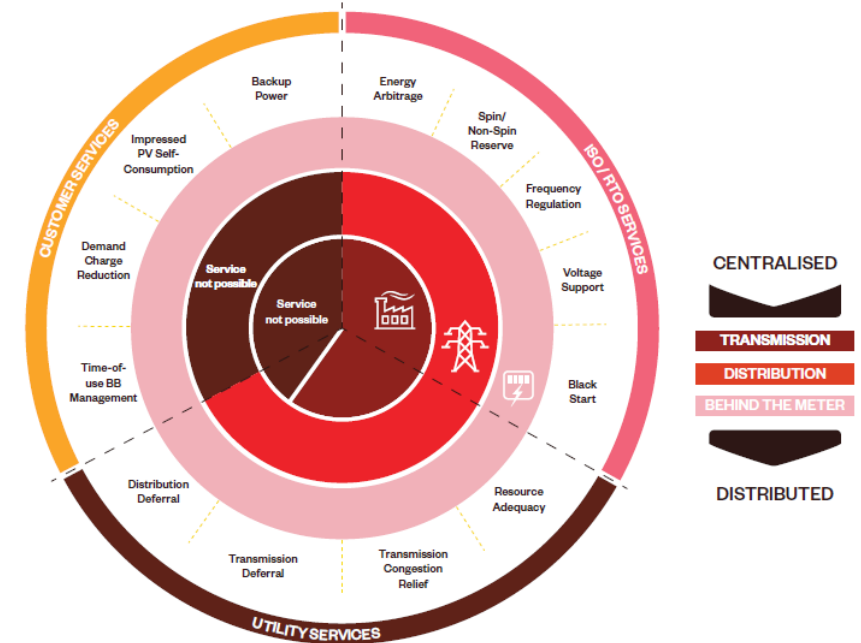 CUSTOMER SERVICES
ISO / RTO SERVICES
UTILITY SERVICES
Backup
Power
Energy
Arbitrage
Spin/
Non-Spin
Reserve
Frequency
Regulation
Voltage
Support
Black
Start
Resource
Adequacy
Transmission
Congestion
Relief
Transmission
Deferral
Distribution
Deferral
Time-of-
use BB
Management
Demand
Charge
Reduction
Impressed
PV Self-
Consumption
Service
not possible
Service
not possible
CENTRALISED
TRANSMISSION
DISTRIBUTION
BEHIND THE METER
DISTRIBUTED